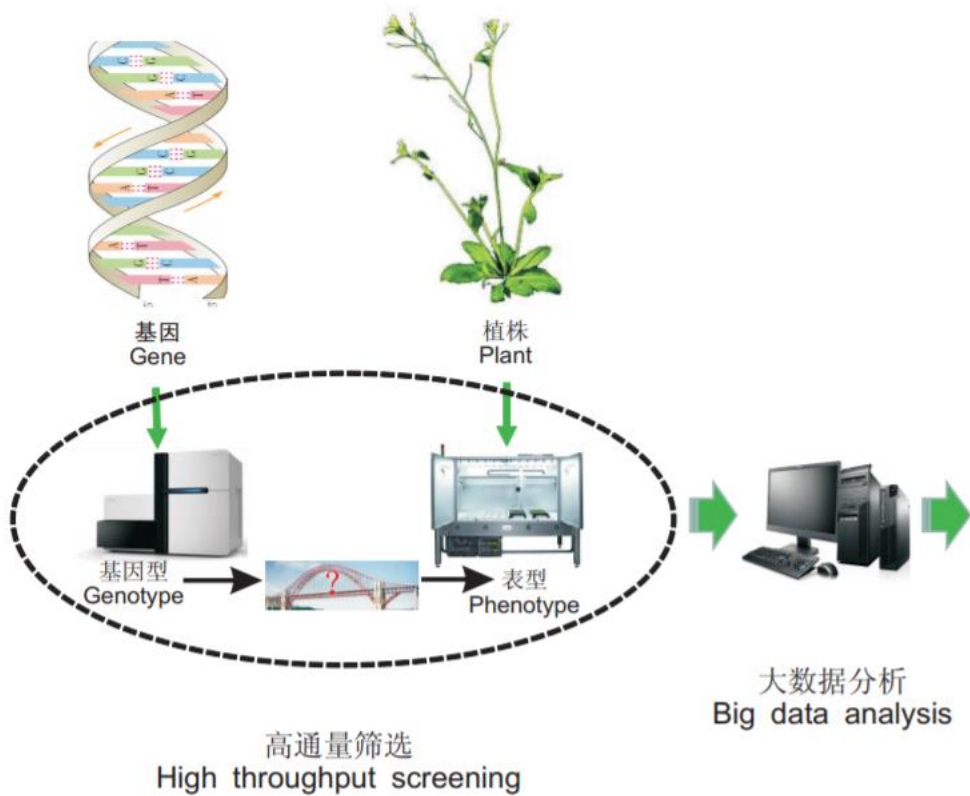 基因
Gene
植株
Plant
基因型
Genotype
?
表型
Phenotype
大数据分析
Big data analysis
高通量筛选
High throughput screening